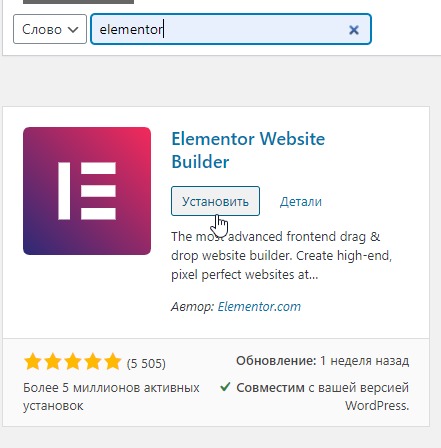 Слово
elementor
Elementor Website
Builder
Установить Детали
The most advanced frontend drag &
drop website builder. Create high-end,
pixel perfect websites at...
Автор: Elementor.com
(5 505)
Обновление: 1 неделя назад
Более 5 миллионов активных
установок
Совместим с вашей версией
WordPress.